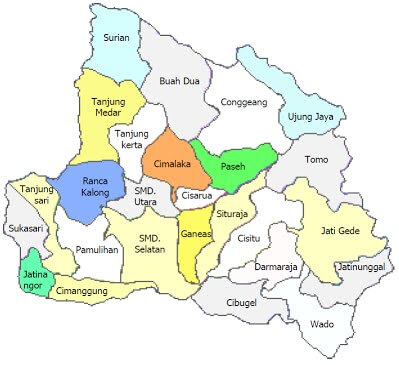 Surian
Buah Dua
Conggeang
Tanjung
Medar
Ujung Jaya
Tanjung
kerta
Cimalaka
Paseh
Tomo
Ranca
Kalong
Tanjung
sari
SMD.
Utara
Cisarua
Situraja
Sukasari
Ganeas
Jati Gede
Pamulihan
SMD.
Selatan
Cisitu
Jatina
ngor
Cimanggung
Darmaraja
Jatinunggal
Cibugel
Wado